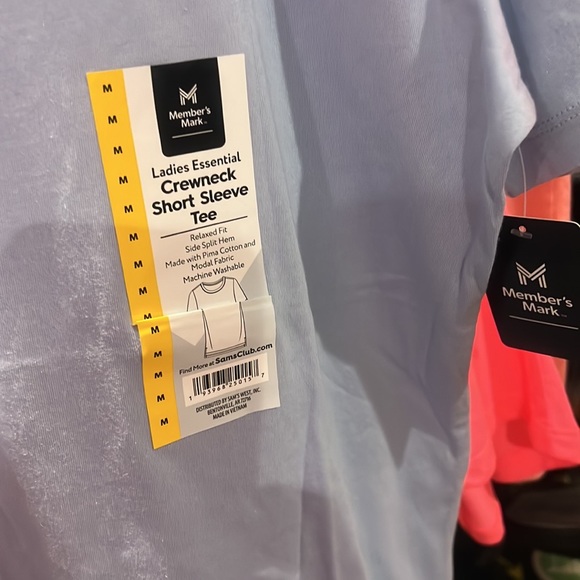 M
M
M
M
M
M
M
M
M
M
M
M
Member's
Mark™
Ladies Essential
Crewneck
Short Sleeve
Tee
Relaxed Fit
Side Split Hem
Made with Pima Cotton and
Modal Fabric
Machine Washable
Find More at SamsClub.com
DISTRIBUTED BY SAM'S WEST, INC.
BENTONVILLE, AR 72716
MADE IN VIETNAM
Member's
Mark™